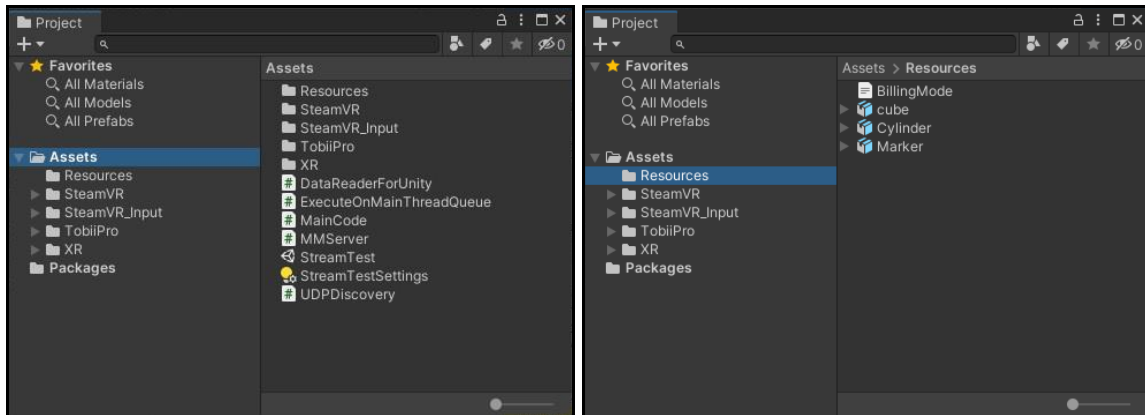 Project
0
Favorites
All Materials
All Models
All Prefabs
Assets
Resources
SteamVR
SteamVR_Input
TobiiPro
XR
Packages
Assets
Resources
SteamVR
SteamVR_Input
TobiiPro
XR
# DataReaderForUnity
# ExecuteOnMainThreadQueue
# MainCode
# MMServer
StreamTest
StreamTestSettings
# UDPDiscovery
Project
0
Favorites
All Materials
All Models
All Prefabs
Assets
Resources
SteamVR
SteamVR_Input
TobiiPro
XR
Packages
Assets > Resources
BillingMode
cube
Cylinder
Marker